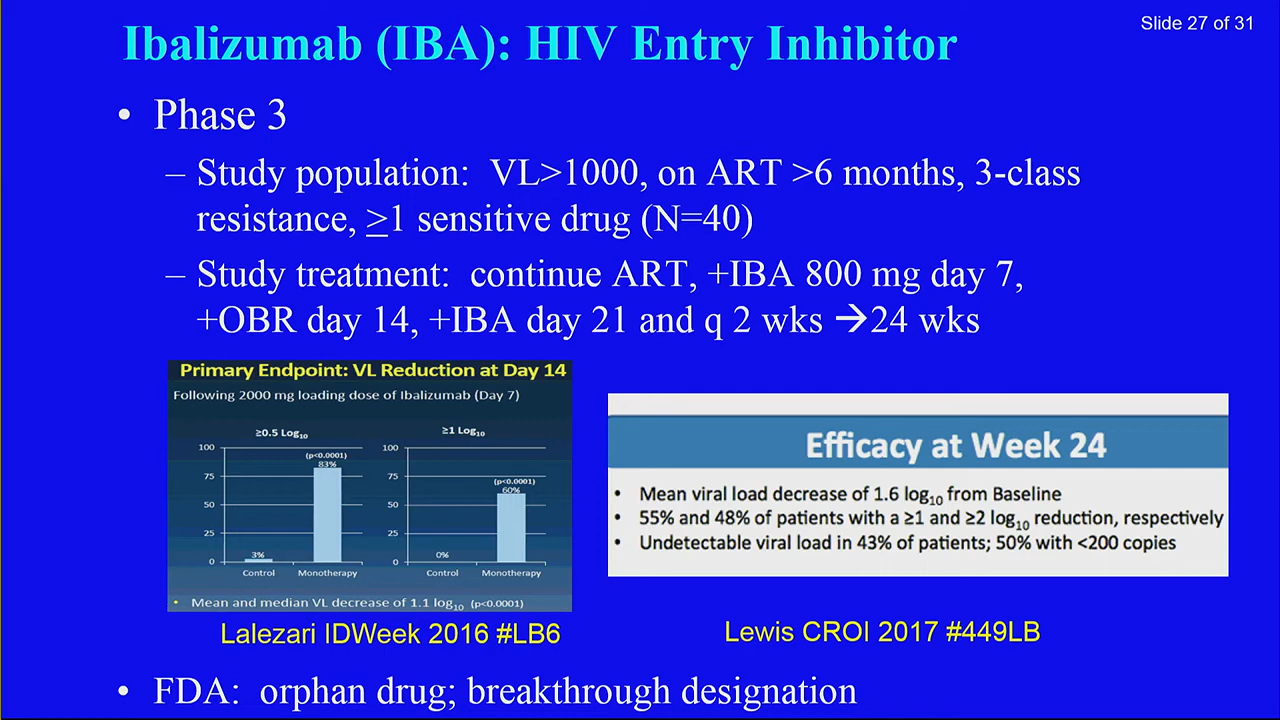 Slide 27 of 31
Ibalizumab (IBA): HIV Entry Inhibitor
• Phase 3
– Study population: VL>1000, on ART >6 months, 3-class
resistance, ≥1 sensitive drug (N=40)
– Study treatment: continue ART, +IBA 800 mg day 7,
+OBR day 14, +IBA day 21 and q 2 wks →24 wks
Primary Endpoint: VL Reduction at Day 14
Following 2000 mg loading dose of Ibalizumab (Day 7)
≥0.5 Log₁₀
100
75
50
25
0
(p<0.0001)
83%
3%
Control Monotherapy
≥1 Log₁₀
100
75
50
25
0
(p<0.0001)
60%
0%
Control Monotherapy
• Mean and median VL decrease of 1.1 log₁₀ (p<0.0001)
Lalezari IDWeek 2016 #LB6
Efficacy at Week 24
• Mean viral load decrease of 1.6 log₁₀ from Baseline
• 55% and 48% of patients with a ≥1 and ≥2 log₁₀ reduction, respectively
• Undetectable viral load in 43% of patients; 50% with <200 copies
Lewis CROI 2017 #449LB
• FDA: orphan drug; breakthrough designation